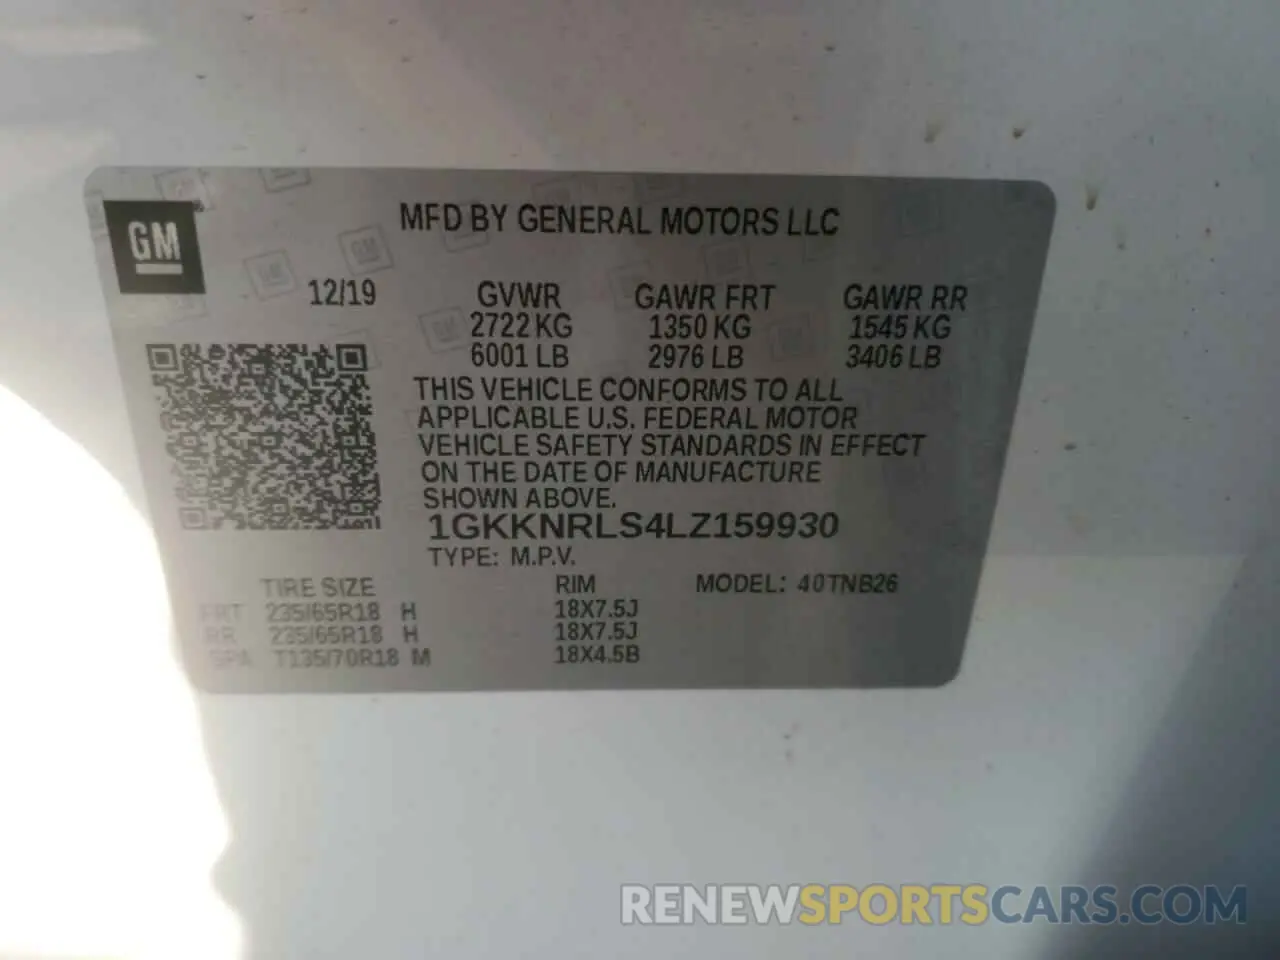 GM
MFD BY GENERAL MOTORS LLC
12/19 GVWR GAWR FRT GAWR RR
2722 KG 1350 KG 1545 KG
6001 LB 2976 LB 3406 LB
THIS VEHICLE CONFORMS TO ALL
APPLICABLE U.S. FEDERAL MOTOR
VEHICLE SAFETY STANDARDS IN EFFECT
ON THE DATE OF MANUFACTURE
SHOWN ABOVE.
1GKKNRLS4LZ159930
TYPE: M.P.V.
TIRE SIZE RIM MODEL: 40TNB26
FRT 235/65R18 H 18X7.5J
RR 235/65R18 H 18X7.5J
SPA T135/70R18 M 18X4.5B
RENEWSPORTSCARS.COM